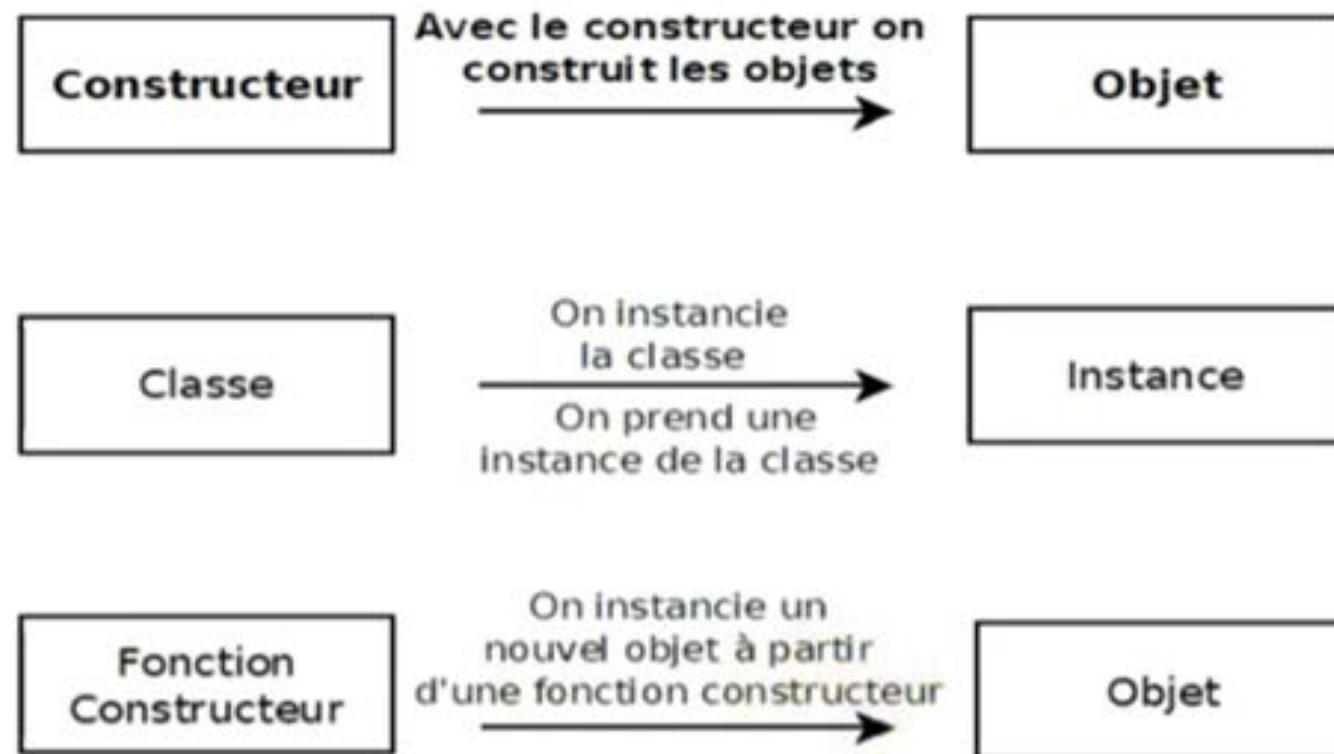 Avec le constructeur on
construit les objets
Constructeur
Objet
On instancie
la classe
Classe
Instance
On prend une
instance de la classe
On instancie un
nouvel objet à partir
d'une fonction constructeur
Fonction
Constructeur
Objet